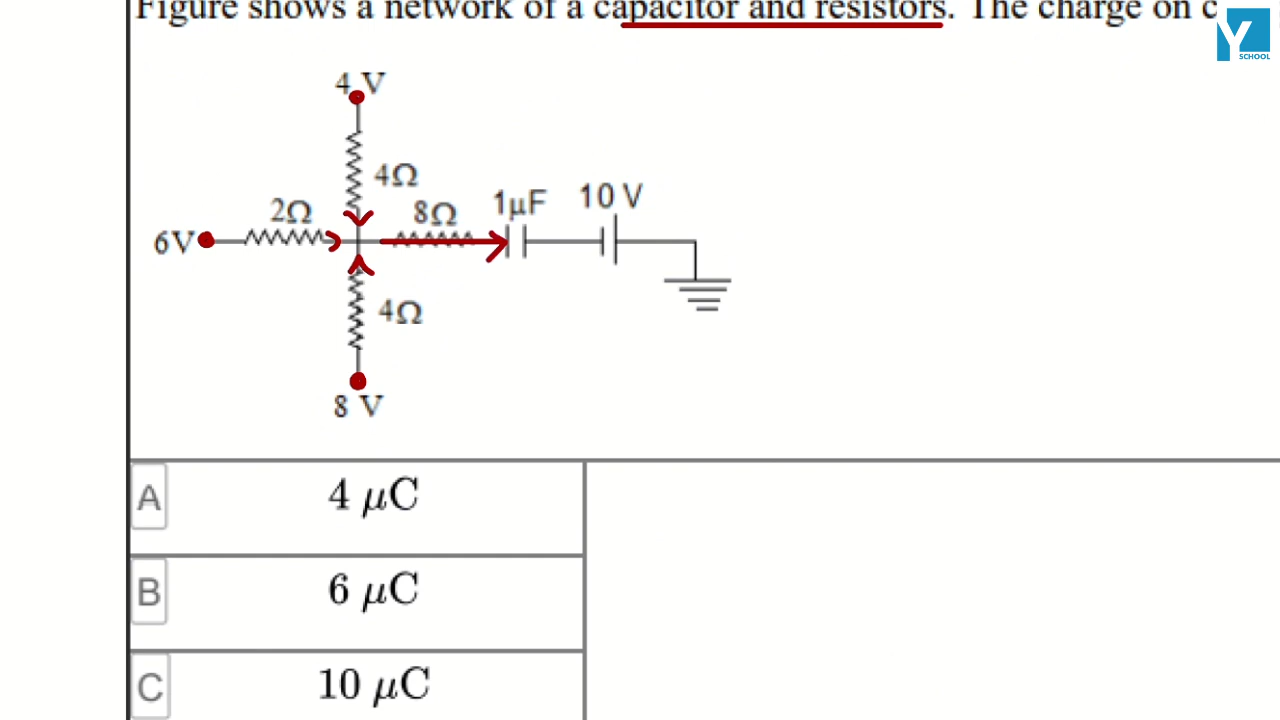 Figure shows a network of a capacitor and resistors. The charge on
Y
SCHOOL
4 V
4Ω
2Ω
8Ω
1μF
10 V
6V
4Ω
8 V
A
4 μC
B
6 μC
C
10 μC